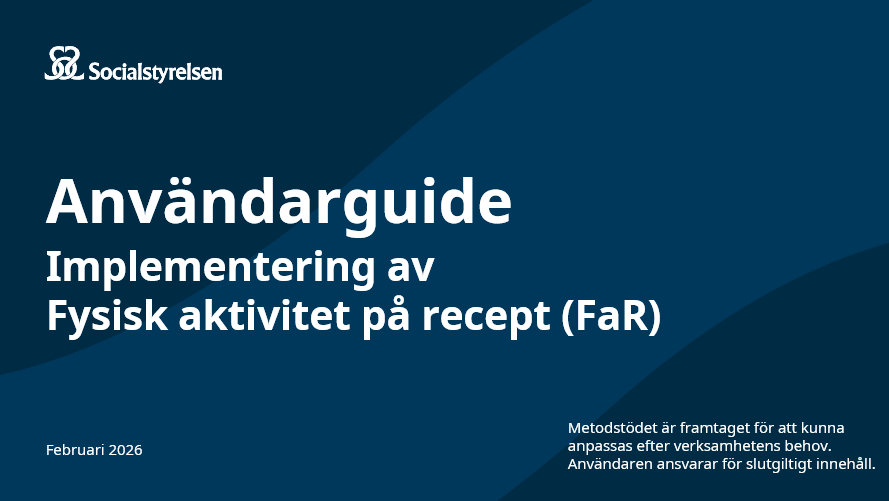 Socialstyrelsen
Användarguide
Implementering av
Fysisk aktivitet på recept (FaR)
Februari 2026
Metodstödet är framtaget för att kunna
anpassas efter verksamhetens behov.
Användaren ansvarar för slutgiltigt innehåll.